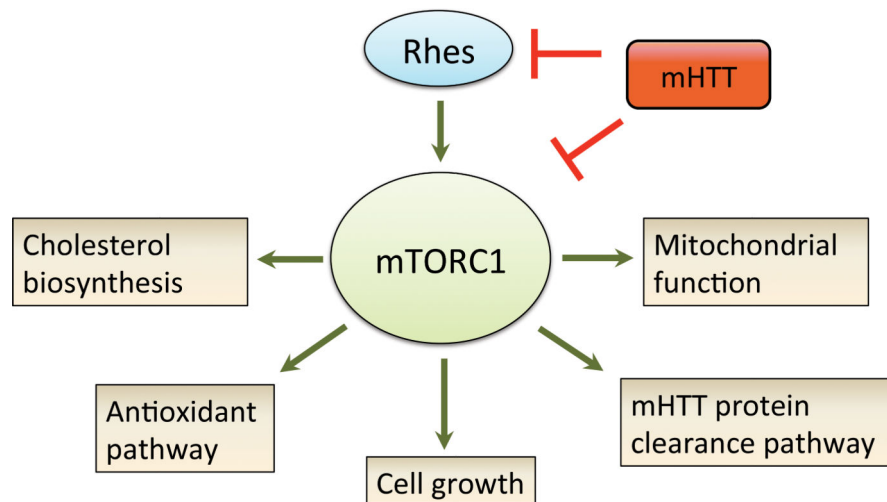 Rhes
mHTT
mTORC1
Cholesterol
biosynthesis
Mitochondrial
function
Antioxidant
pathway
mHTT protein
clearance pathway
Cell growth